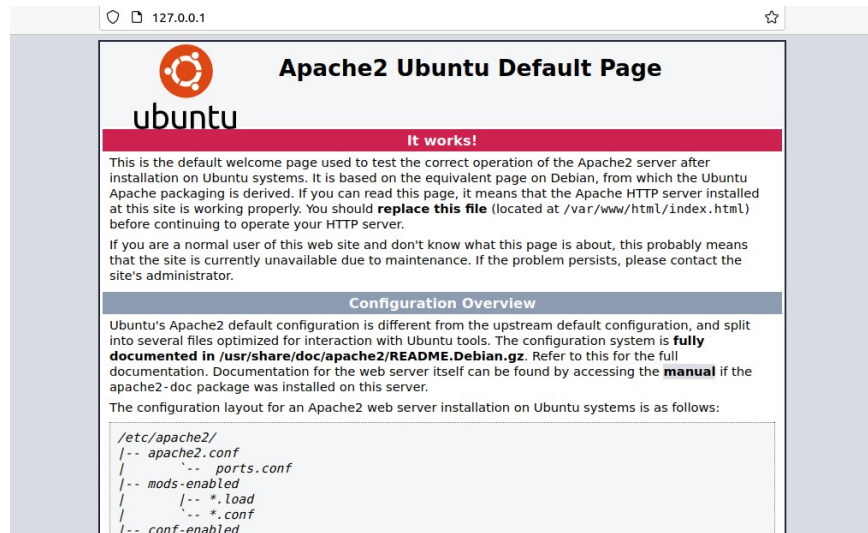 127.0.0.1
Apache2 Ubuntu Default Page
ubuntu
It works!
This is the default welcome page used to test the correct operation of the Apache2 server after
installation on Ubuntu systems. It is based on the equivalent page on Debian, from which the Ubuntu
Apache packaging is derived. If you can read this page, it means that the Apache HTTP server installed
at this site is working properly. You should replace this file (located at /var/www/html/index.html)
before continuing to operate your HTTP server.
If you are a normal user of this web site and don't know what this page is about, this probably means
that the site is currently unavailable due to maintenance. If the problem persists, please contact the
site's administrator.
Configuration Overview
Ubuntu's Apache2 default configuration is different from the upstream default configuration, and split
into several files optimized for interaction with Ubuntu tools. The configuration system is fully
documented in /usr/share/doc/apache2/README.Debian.gz. Refer to this for the full
documentation. Documentation for the web server itself can be found by accessing the manual if the
apache2-doc package was installed on this server.
The configuration layout for an Apache2 web server installation on Ubuntu systems is as follows:
/etc/apache2/
|-- apache2.conf
|       `--  ports.conf
|-- mods-enabled
|       |-- *.load
|       `-- *.conf
|-- conf-enabled